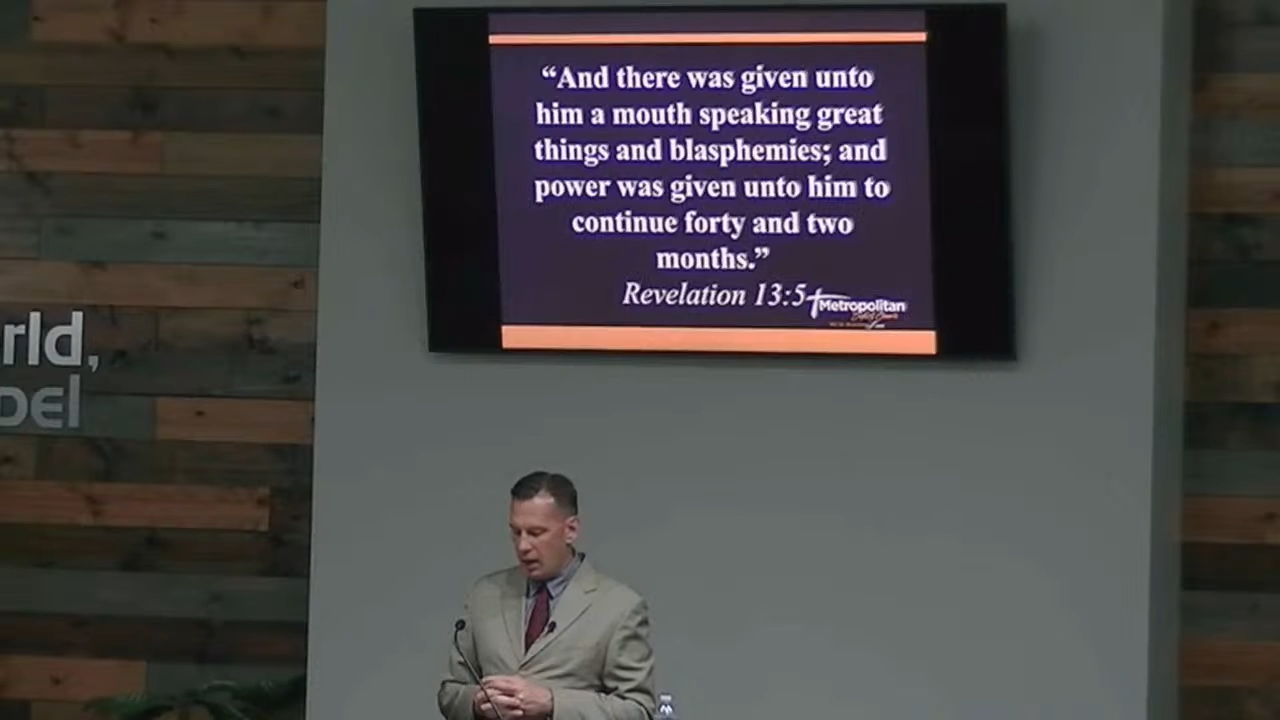 “And there was given unto
him a mouth speaking great
things and blasphemies; and
power was given unto him to
continue forty and two
months.”
Revelation 13:5
Metropolitan
rld,
pel